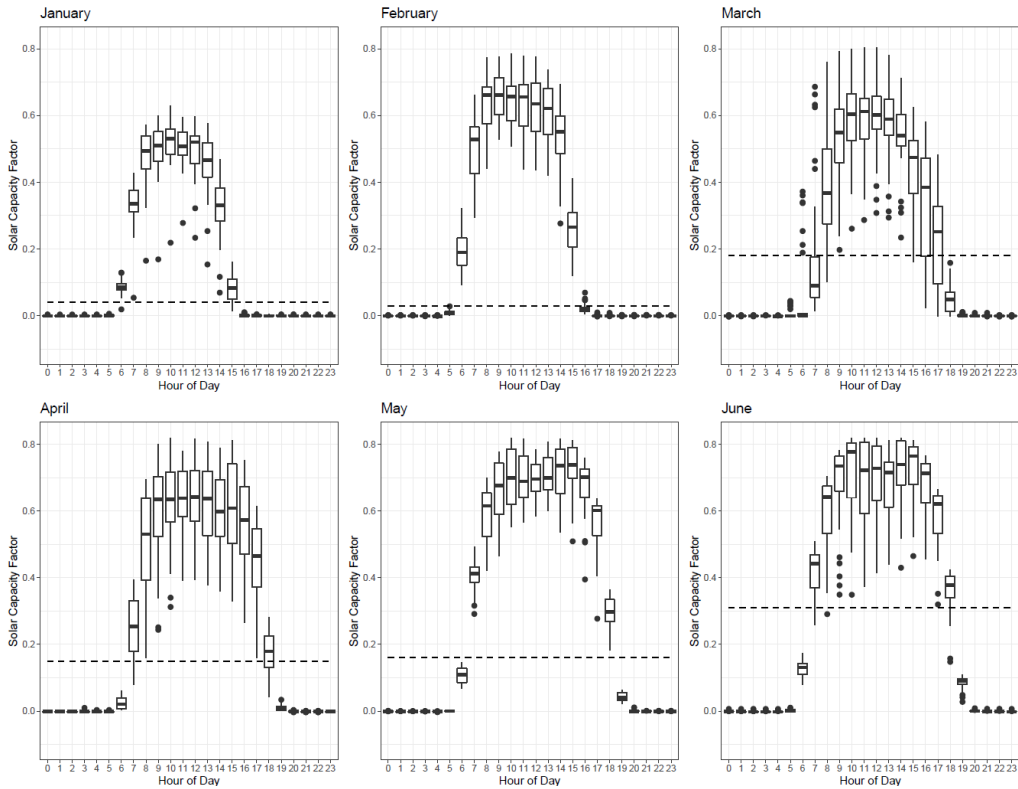 January
February
March
Solar Capacity Factor
0.8
0.6
0.4
0.2
0.0
0 1 2 3 4 5 6 7 8 9 10 11 12 13 14 15 16 17 18 19 20 21 22 23
Hour of Day
Solar Capacity Factor
0.8
0.6
0.4
0.2
0.0
0 1 2 3 4 5 6 7 8 9 10 11 12 13 14 15 16 17 18 19 20 21 22 23
Hour of Day
Solar Capacity Factor
0.8
0.6
0.4
0.2
0.0
0 1 2 3 4 5 6 7 8 9 10 11 12 13 14 15 16 17 18 19 20 21 22 23
Hour of Day
April
May
June
Solar Capacity Factor
0.8
0.6
0.4
0.2
0.0
0 1 2 3 4 5 6 7 8 9 10 11 12 13 14 15 16 17 18 19 20 21 22 23
Hour of Day
Solar Capacity Factor
0.8
0.6
0.4
0.2
0.0
0 1 2 3 4 5 6 7 8 9 10 11 12 13 14 15 16 17 18 19 20 21 22 23
Hour of Day
Solar Capacity Factor
0.8
0.6
0.4
0.2
0.0
0 1 2 3 4 5 6 7 8 9 10 11 12 13 14 15 16 17 18 19 20 21 22 23
Hour of Day